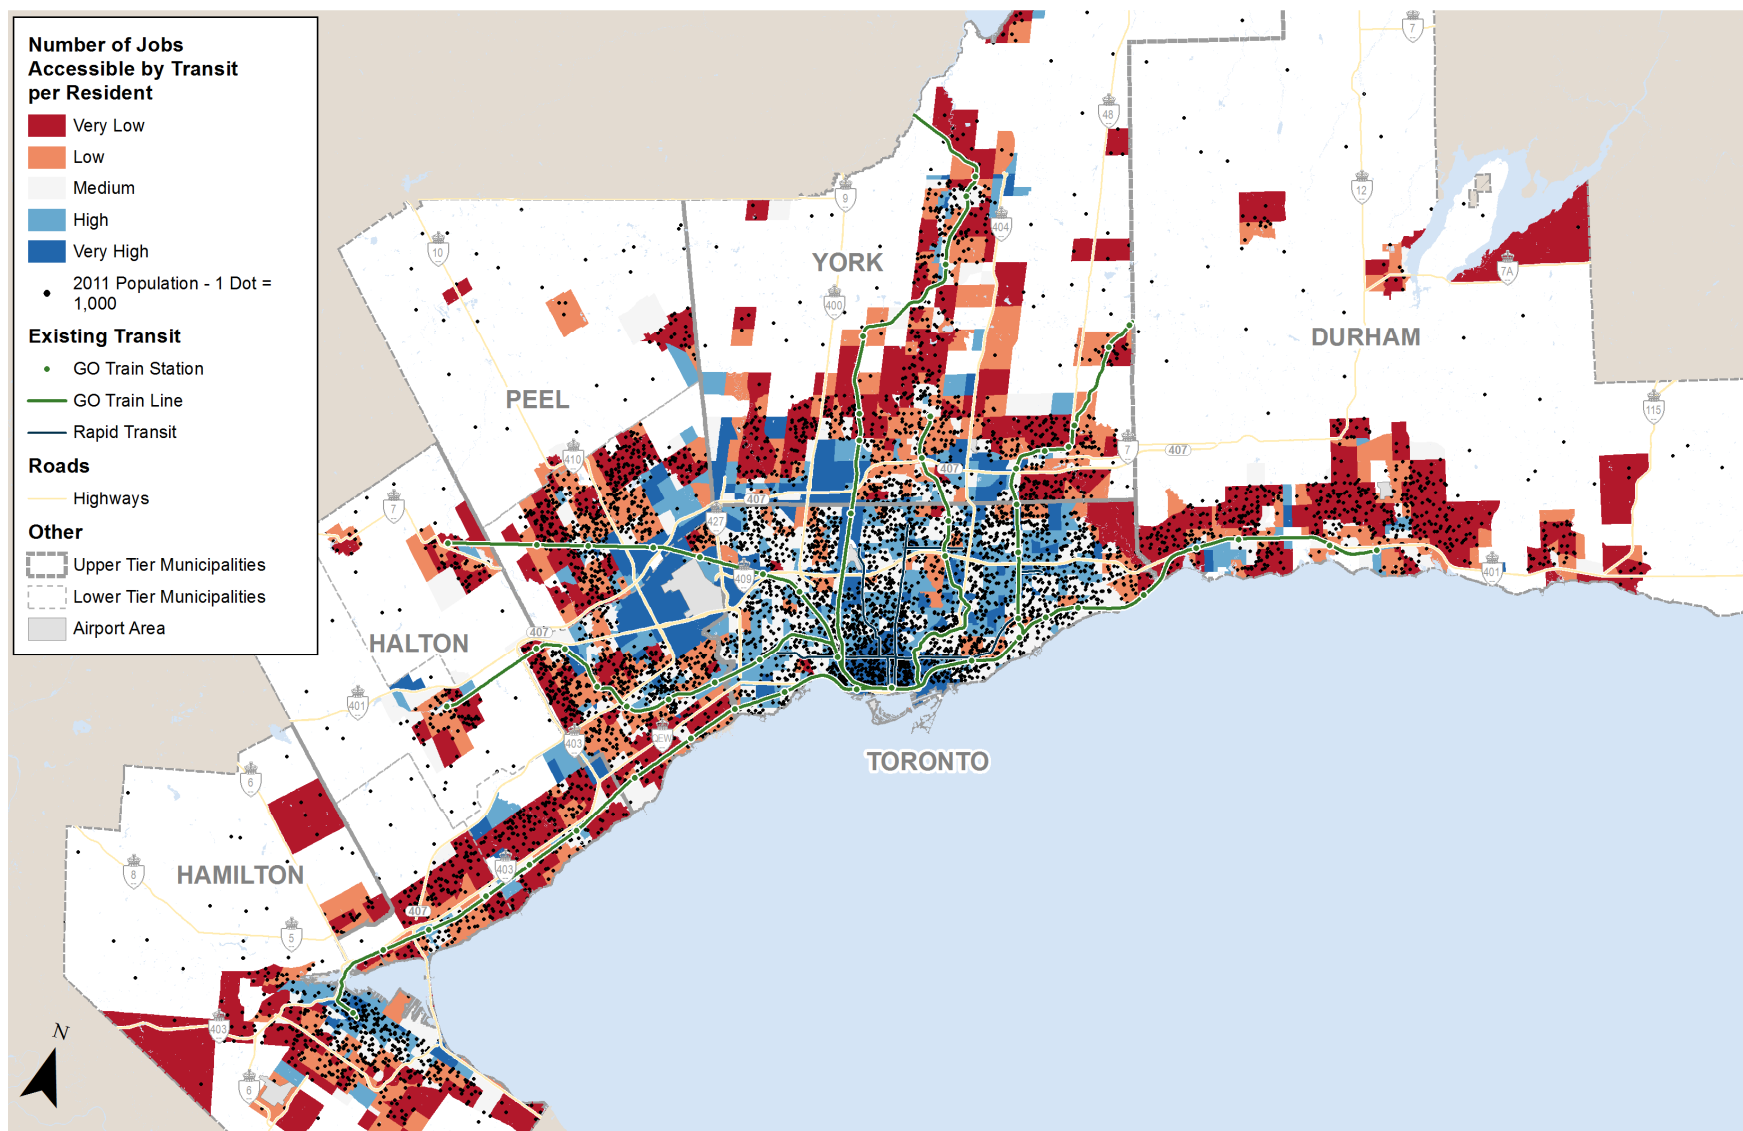 Number of Jobs
Accessible by Transit
per Resident
Very Low
Low
Medium
High
Very High
2011 Population - 1 Dot =
1,000
Existing Transit
GO Train Station
GO Train Line
Rapid Transit
Roads
Highways
Other
Upper Tier Municipalities
Lower Tier Municipalities
Airport Area
7
48
9
12
404
10
YORK
7A
400
DURHAM
PEEL
115
410
407
7
407
407
7
427
409
401
407
HALTON
401
403
QEW
TORONTO
6
403
8
HAMILTON
407
5
403
6
N